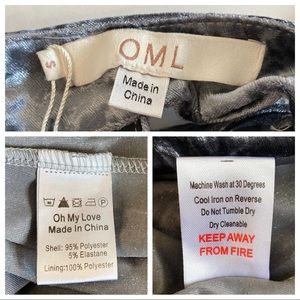 S
OML
Made in
China
Oh My Love
Made In China
Shell: 95% Polyester
5% Elastane
Lining:100% Polyester
Machine Wash at 30 Degrees
Cool Iron on Reverse
Do Not Tumble Dry
Dry Cleanable
KEEP AWAY
FROM FIRE